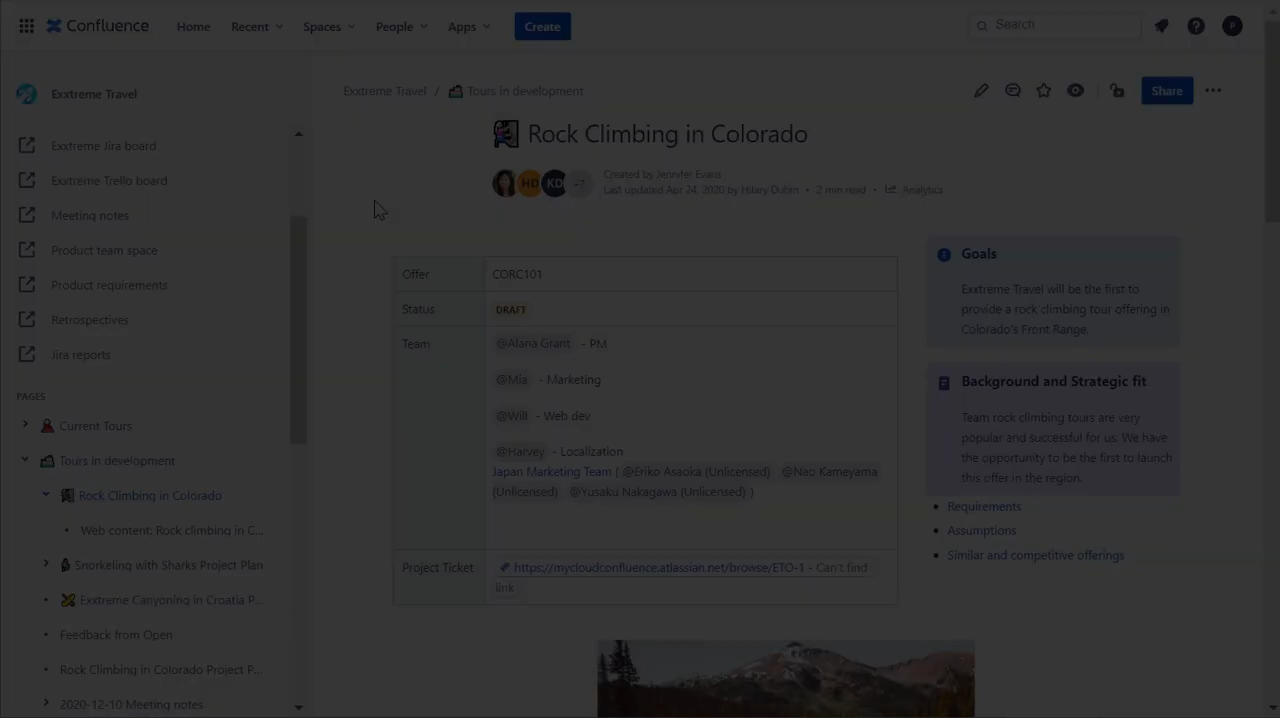 Confluence Home Recent Spaces People Apps Create Search P
Exxtreme Travel
Exxtreme Jira board
Exxtreme Trello board
Meeting notes
Product team space
Product requirements
Retrospectives
Jira reports
PAGES
Current Tours
Tours in development
Rock Climbing in Colorado
Web content: Rock climbing in C...
Snorkeling with Sharks Project Plan
Exxtreme Canyoning in Croatia P...
Feedback from Open
Rock Climbing in Colorado Project P...
2020-12-10 Meeting notes
Exxtreme Travel / Tours in development
Share
Rock Climbing in Colorado
HD KD +7
Created by Jennifer Evans
Last updated Apr 24, 2020 by Hilary Dubin • 2 min read • Analytics
Offer CORC101
Status DRAFT
Team @Alana Grant - PM
@Mia - Marketing
@Will - Web dev
@Harvey - Localization
Japan Marketing Team ( @Eriko Asaoka (Unlicensed) @Nao Kameyama
(Unlicensed) @Yusaku Nakagawa (Unlicensed) )
Project Ticket https://mycloudconfluence.atlassian.net/browse/ETO-1 - Can't find
link
Goals
Exxtreme Travel will be the first to
provide a rock climbing tour offering in
Colorado's Front Range.
Background and Strategic fit
Team rock climbing tours are very
popular and successful for us. We have
the opportunity to be the first to launch
this offer in the region.
• Requirements
• Assumptions
• Similar and competitive offerings